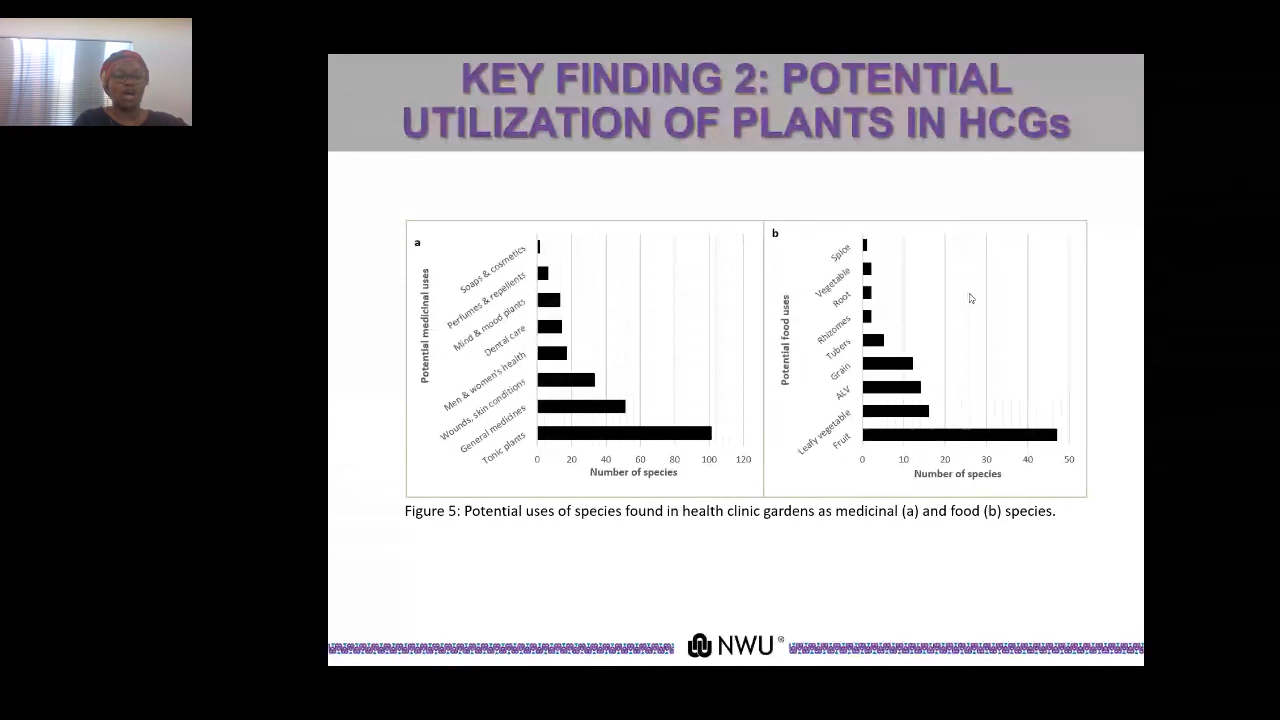 KEY FINDING 2: POTENTIAL
UTILIZATION OF PLANTS IN HCGs
a
Potential medicinal uses
Soaps & cosmetics
Perfumes & repellents
Mind & mood plants
Dental care
Men & women's health
Wounds, skin conditions
General medicines
Tonic plants
0 20 40 60 80 100 120
Number of species
b
Potential food uses
Spice
Vegetable
Root
Rhizomes
Tubers
Grain
ALV
Leafy vegetable
Fruit
0 10 20 30 40 50
Number of species
Figure 5: Potential uses of species found in health clinic gardens as medicinal (a) and food (b) species.
NWU®